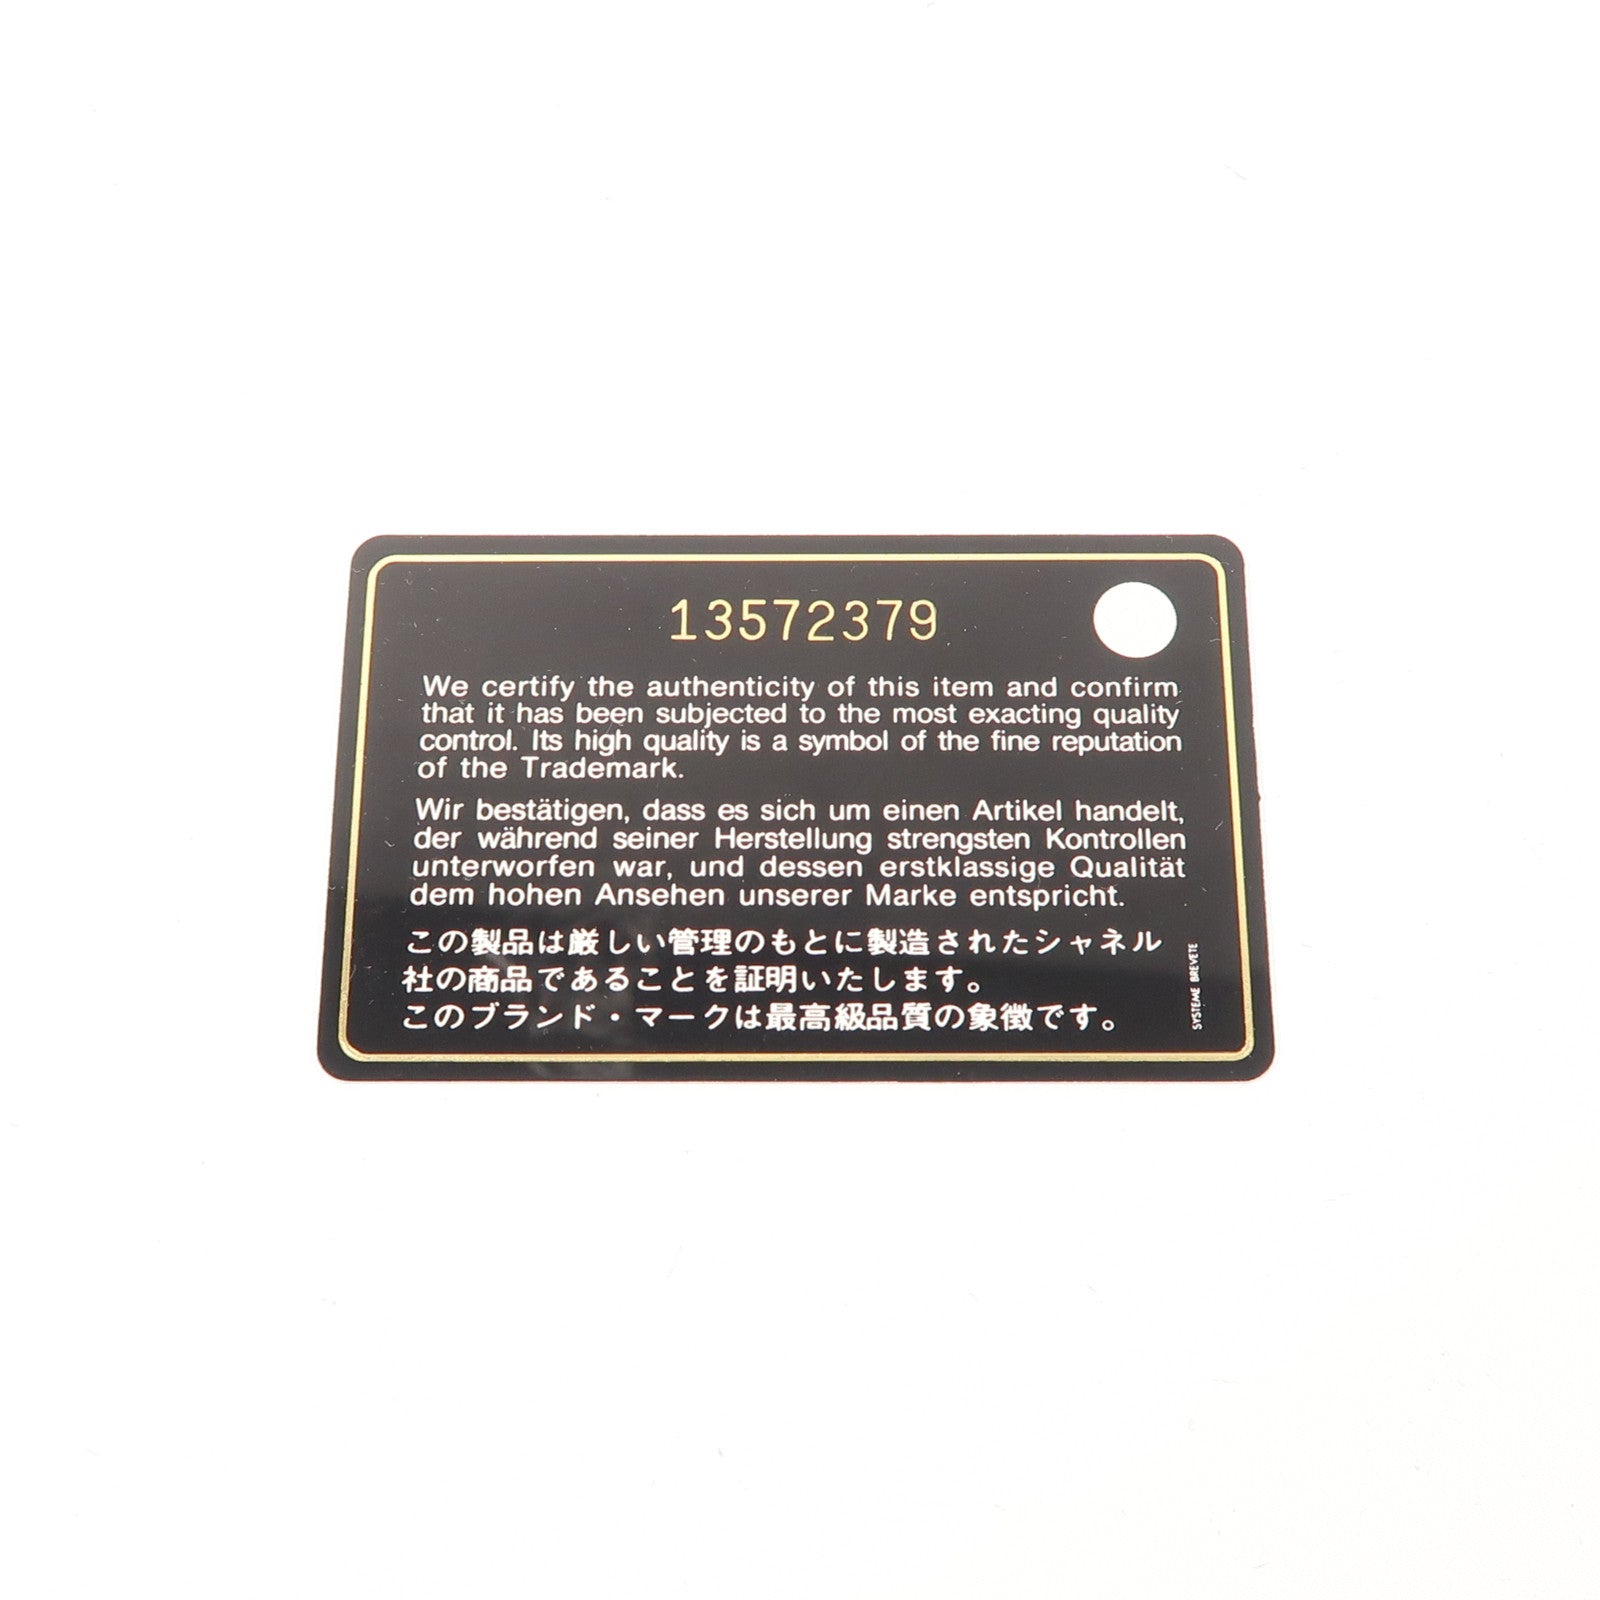 13572379
We certify the authenticity of this item and confirm
that it has been subjected to the most exacting quality
control. Its high quality is a symbol of the fine reputation
of the Trademark.
Wir bestätigen, dass es sich um einen Artikel handelt,
der während seiner Herstellung strengsten Kontrollen
unterworfen war, und dessen erstklassige Qualität
dem hohen Ansehen unserer Marke entspricht.
この製品は厳しい管理のもとに製造されたシャネル
社の商品であることを証明いたします。
このブランド・マークは最高級品質の象徴です。
SYSTEME BREVETE